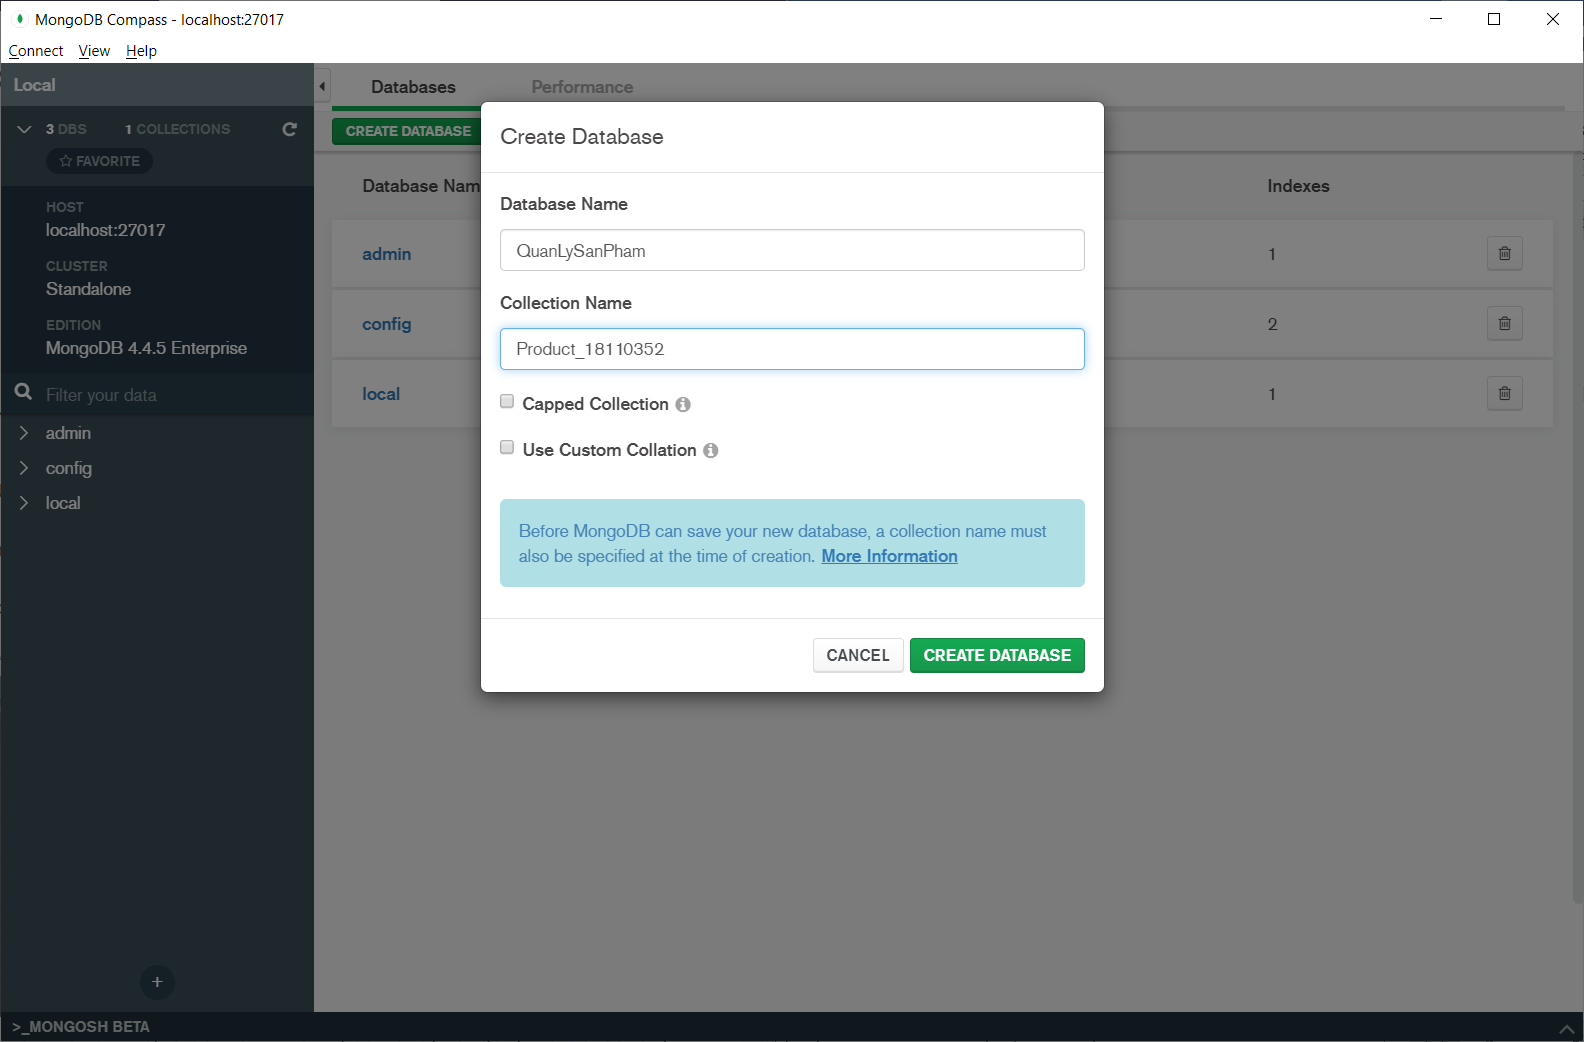 MongoDB Compass - localhost:27017
Connect View Help
Local
3 DBS 1 COLLECTIONS
FAVORITE
HOST
localhost:27017
CLUSTER
Standalone
EDITION
MongoDB 4.4.5 Enterprise
Filter your data
admin
config
local
>_MONGOSH BETA
Databases Performance
CREATE DATABASE
Database Nam Indexes
admin 1
config 2
local 1
Create Database
Database Name
QuanLySanPham
Collection Name
Product_18110352
Capped Collection
Use Custom Collation
Before MongoDB can save your new database, a collection name must
also be specified at the time of creation. More Information
CANCEL CREATE DATABASE